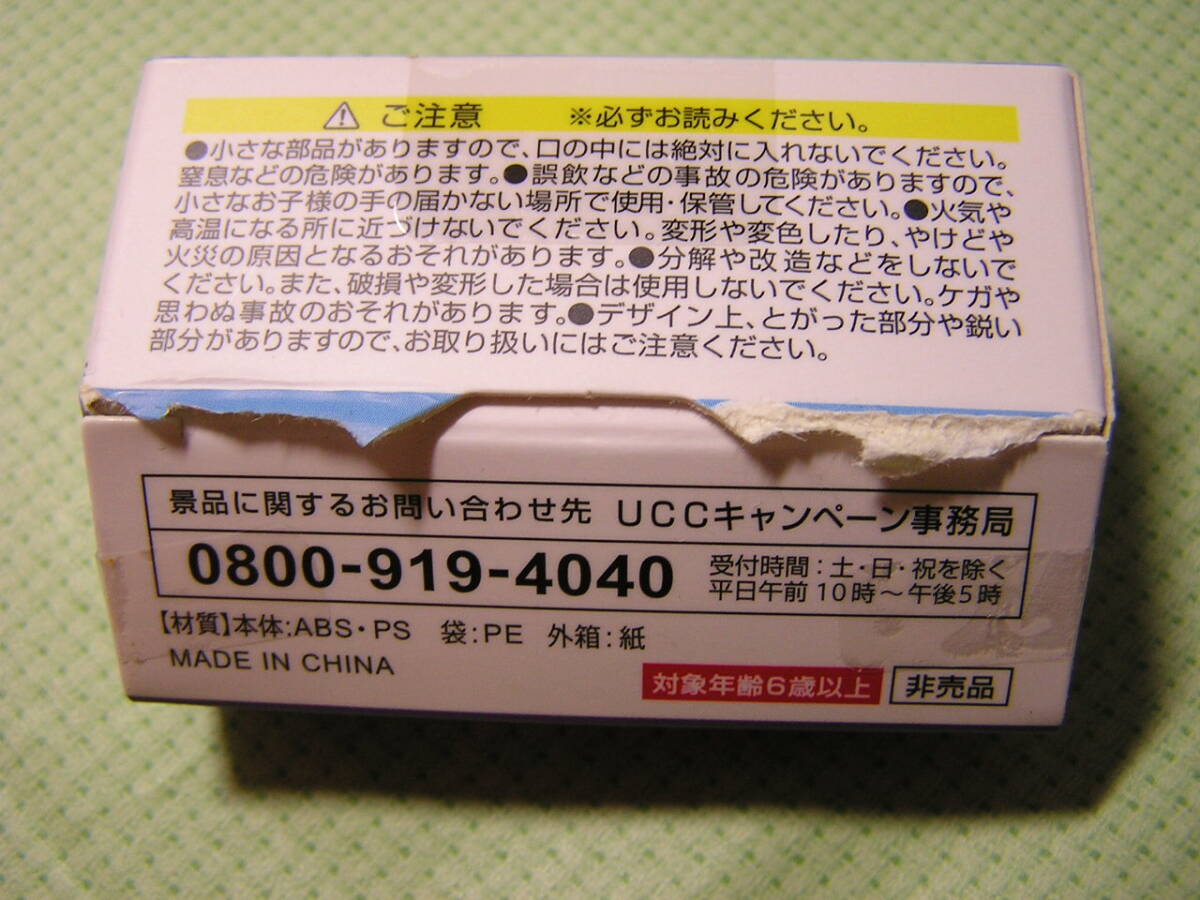 ご注意 ※必ずお読みください。
●小さな部品がありますので、口の中には絶対に入れないでください。
窒息などの危険があります。●誤飲などの事故の危険がありますので、
小さなお子様の手の届かない場所で使用・保管してください。●火気や
高温になる所に近づけないでください。変形や変色したり、やけどや
火災の原因となるおそれがあります。●分解や改造などをしないで
ください。また、破損や変形した場合は使用しないでください。ケガや
思わぬ事故のおそれがあります。●デザイン上、とがった部分や鋭い
部分がありますので、お取り扱いにはご注意ください。
景品に関するお問い合わせ先 UCCキャンペーン事務局
0800-919-4040
受付時間：土・日・祝を除く
平日午前10時～午後5時
【材質】本体:ABS・PS 袋:PE 外箱:紙
MADE IN CHINA
対象年齢6歳以上 非売品